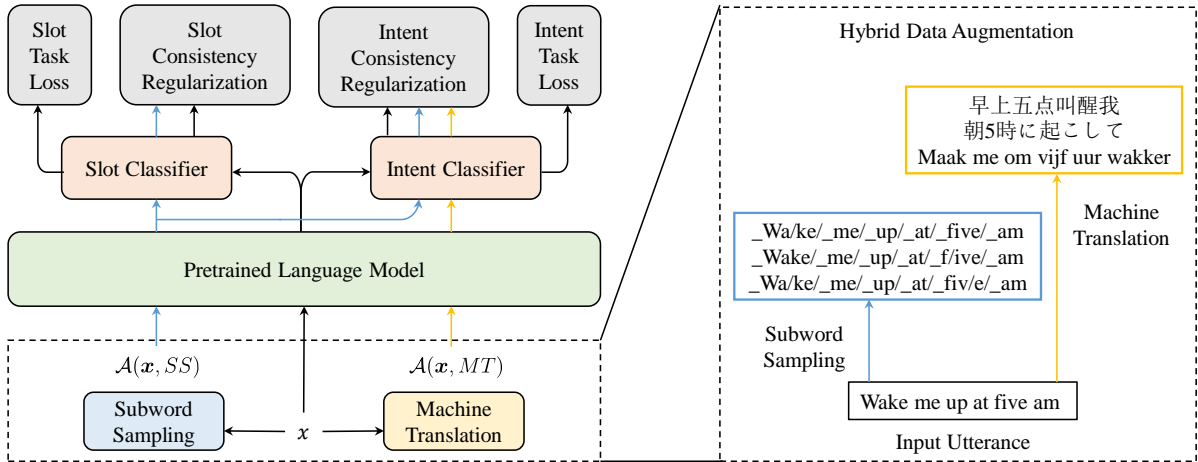 Slot
Task
Loss
Slot
Consistency
Regularization
Intent
Consistency
Regularization
Intent
Task
Loss
Slot Classifier
Intent Classifier
Pretrained Language Model
𝒜(𝒙, SS)
𝒜(𝒙, MT)
Subword
Sampling
x
Machine
Translation
Hybrid Data Augmentation
早上五点叫醒我
朝5時に起こして
Maak me om vijf uur wakker
_Wa/ke/_me/_up/_at/_five/_am
_Wake/_me/_up/_at/_f/ive/_am
_Wa/ke/_me/_up/_at/_fiv/e/_am
Machine
Translation
Subword
Sampling
Wake me up at five am
Input Utterance